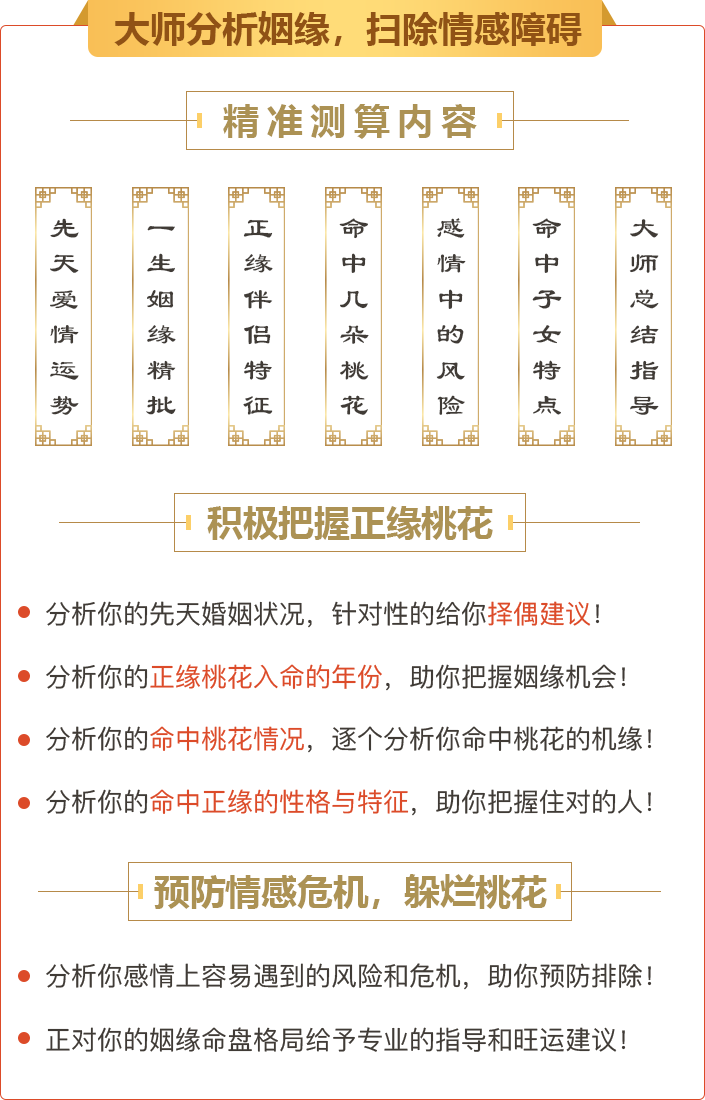 大师分析姻缘，扫除情感障碍
精准测算内容
先天爱情运势
一生姻缘精批
正缘伴侣特征
命中几朵桃花
感情中的风险
命中子女特点
大师总结指导
积极把握正缘桃花
分析你的先天婚姻状况，针对性的给你择偶建议！
分析你的正缘桃花入命的年份，助你把握姻缘机会！
分析你的命中桃花情况，逐个分析你命中桃花的机缘！
分析你的命中正缘的性格与特征，助你把握住对的人！
预防情感危机，躲烂桃花
分析你感情上容易遇到的风险和危机，助你预防排除！
正对你的姻缘命盘格局给予专业的指导和旺运建议！